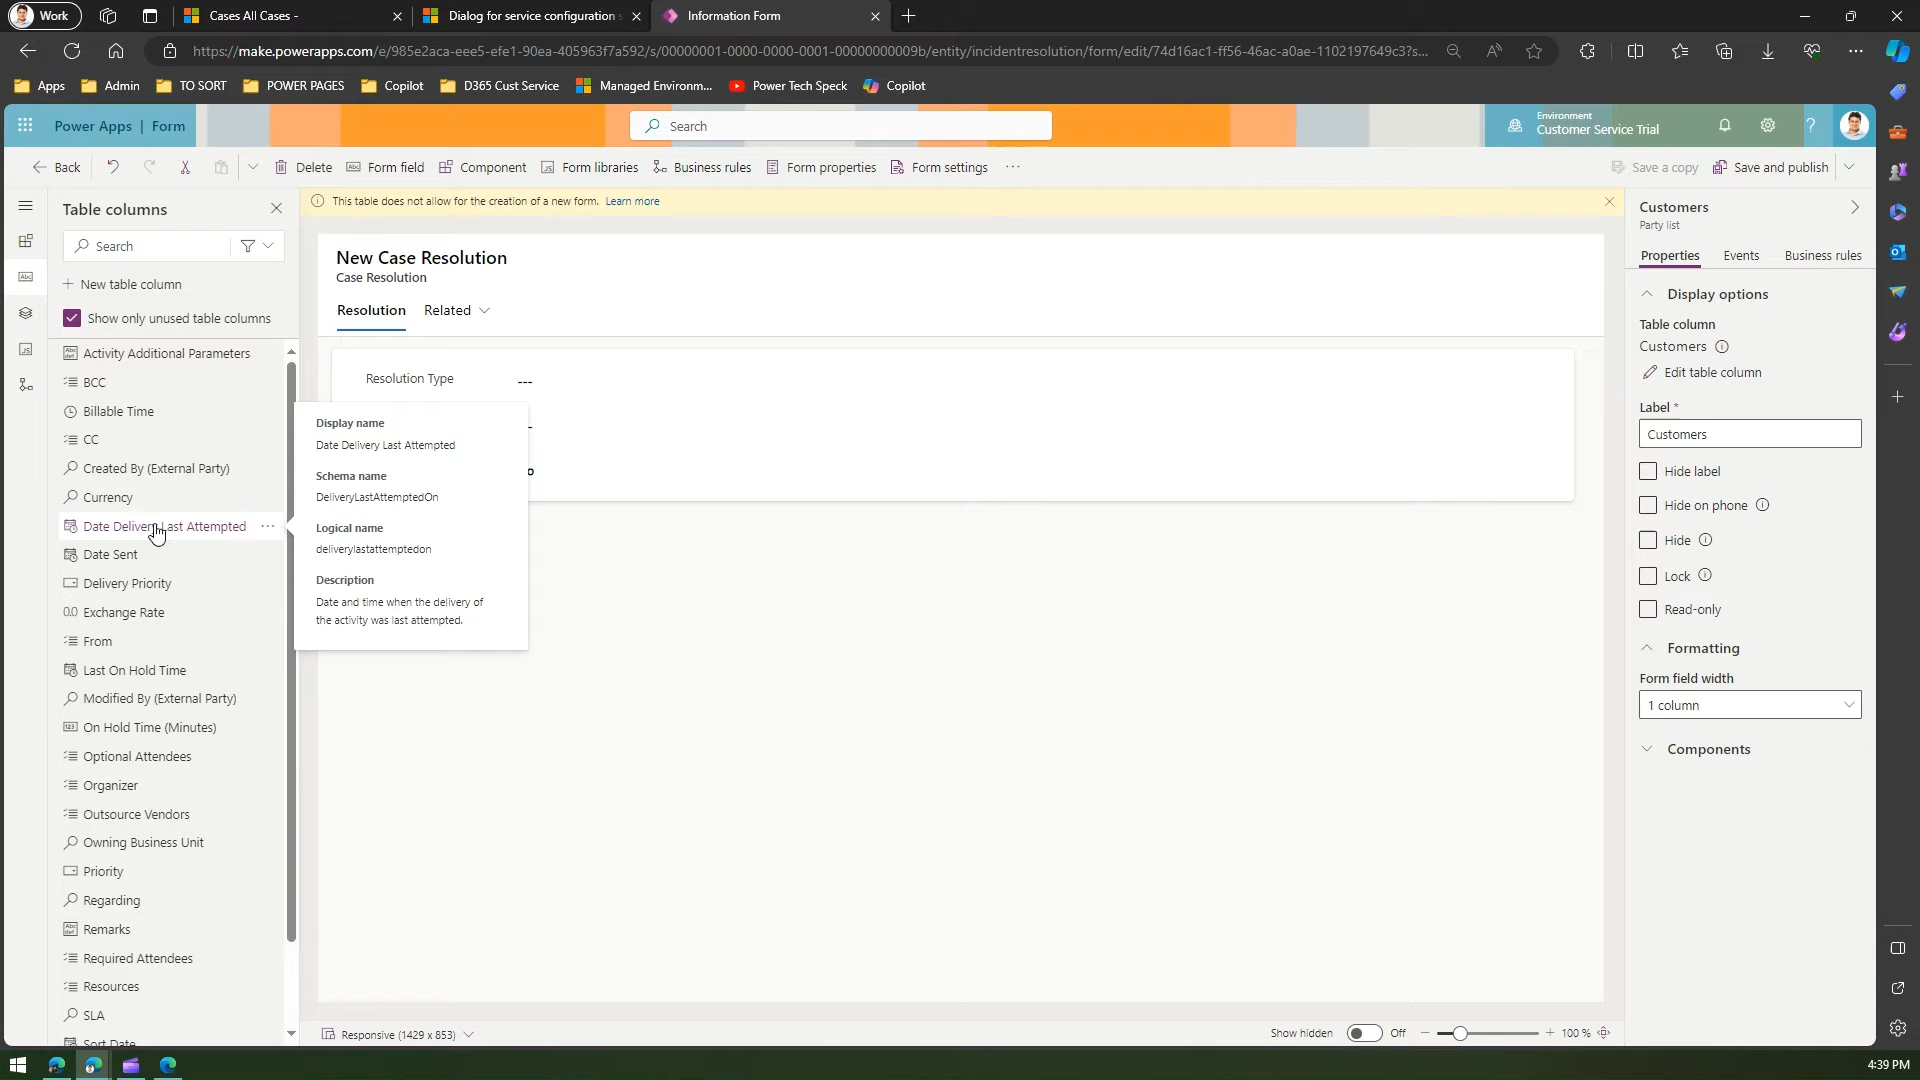 Work
Cases All Cases -
Dialog for service configuration s
Information Form
https://make.powerapps.com/e/985e2aca-eee5-efe1-90ea-405963f7a592/s/00000001-0000-0000-0001-00000000009b/entity/incidentresolution/form/edit/74d16ac1-ff56-46ac-a0ae-1102197649c3?s...
Apps
Admin
TO SORT
POWER PAGES
Copilot
D365 Cust Service
Managed Environm...
Power Tech Speck
Copilot
Power Apps | Form
Search
Environment
Customer Service Trial
Back
Delete
Form field
Component
Form libraries
Business rules
Form properties
Form settings
Save a copy
Save and publish
Table columns
Search
New table column
Show only unused table columns
Activity Additional Parameters
BCC
Billable Time
CC
Created By (External Party)
Currency
Date Delivery Last Attempted
Date Sent
Delivery Priority
0.0 Exchange Rate
From
Last On Hold Time
Modified By (External Party)
On Hold Time (Minutes)
Optional Attendees
Organizer
Outsource Vendors
Owning Business Unit
Priority
Regarding
Remarks
Required Attendees
Resources
SLA
Sort Date
This table does not allow for the creation of a new form. Learn more
New Case Resolution
Case Resolution
Resolution
Related
Resolution Type
---
Display name
Date Delivery Last Attempted
Schema name
DeliveryLastAttemptedOn
Logical name
deliverylastattemptedon
Description
Date and time when the delivery of
the activity was last attempted.
Responsive (1429 x 853)
Show hidden
Off
100 %
Customers
Party list
Properties
Events
Business rules
Display options
Table column
Customers
Edit table column
Label *
Customers
Hide label
Hide on phone
Hide
Lock
Read-only
Formatting
Form field width
1 column
Components
4:39 PM